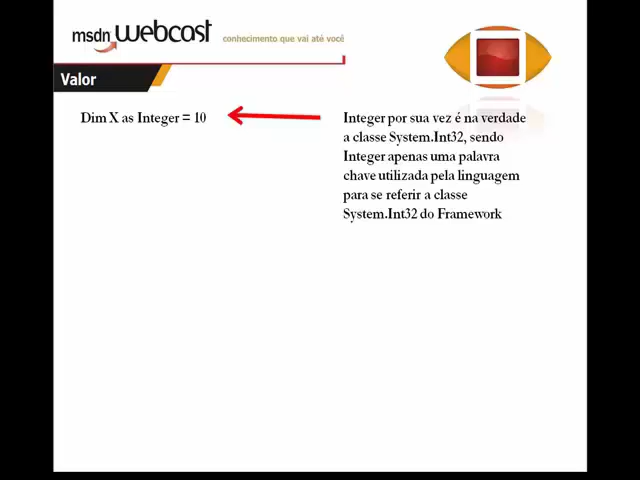 msdn webcast
conhecimento que vai até você
Valor
Dim X as Integer = 10
Integer por sua vez é na verdade
a classe System.Int32, sendo
Integer apenas uma palavra
chave utilizada pela linguagem
para se referir a classe
System.Int32 do Framework